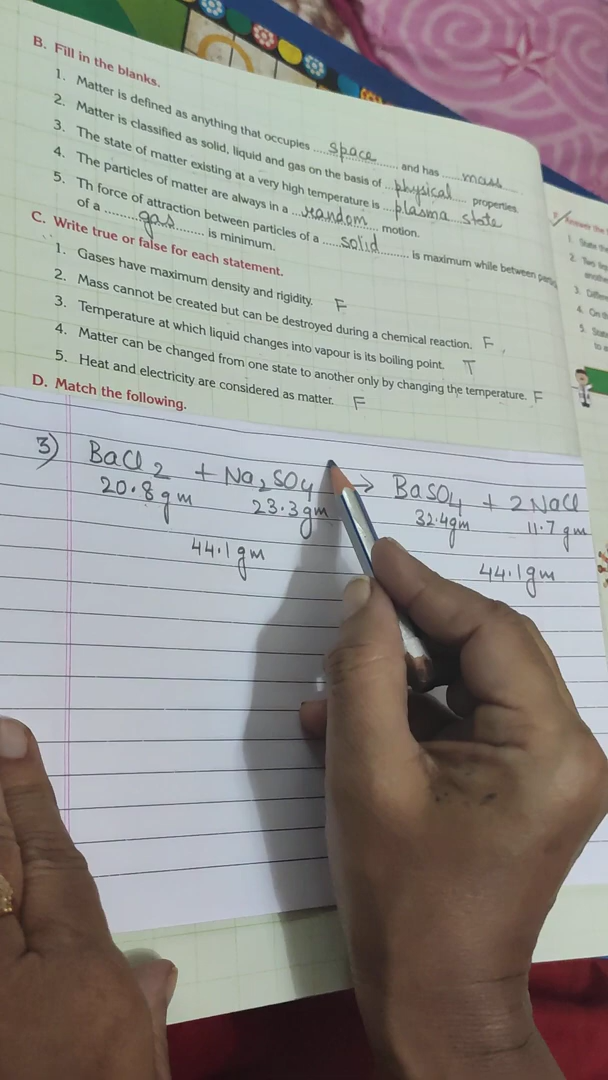 B. Fill in the blanks.
1. Matter is defined as anything that occupies ....space.... and has ....mass....
2. Matter is classified as solid, liquid and gas on the basis of ..physical.... properties.
3. The state of matter existing at a very high temperature is ..plasma state
4. The particles of matter are always in a ...random... motion.
5. Th force of attraction between particles of a ....solid.... is maximum while between
of a ........gas........ is minimum.
C. Write true or false for each statement.
1. Gases have maximum density and rigidity. F
2. Mass cannot be created but can be destroyed during a chemical reaction. F
3. Temperature at which liquid changes into vapour is its boiling point. T
4. Matter can be changed from one state to another only by changing the temperature. F
5. Heat and electricity are considered as matter. F
D. Match the following.
3) BaCl2 + Na2SO4 → BaSO4 + 2NaCl
20.8gm 23.3gm 32.4gm 11.7gm
44.1gm 44.1gm
1. State
2.
3.
4. On
5.
to